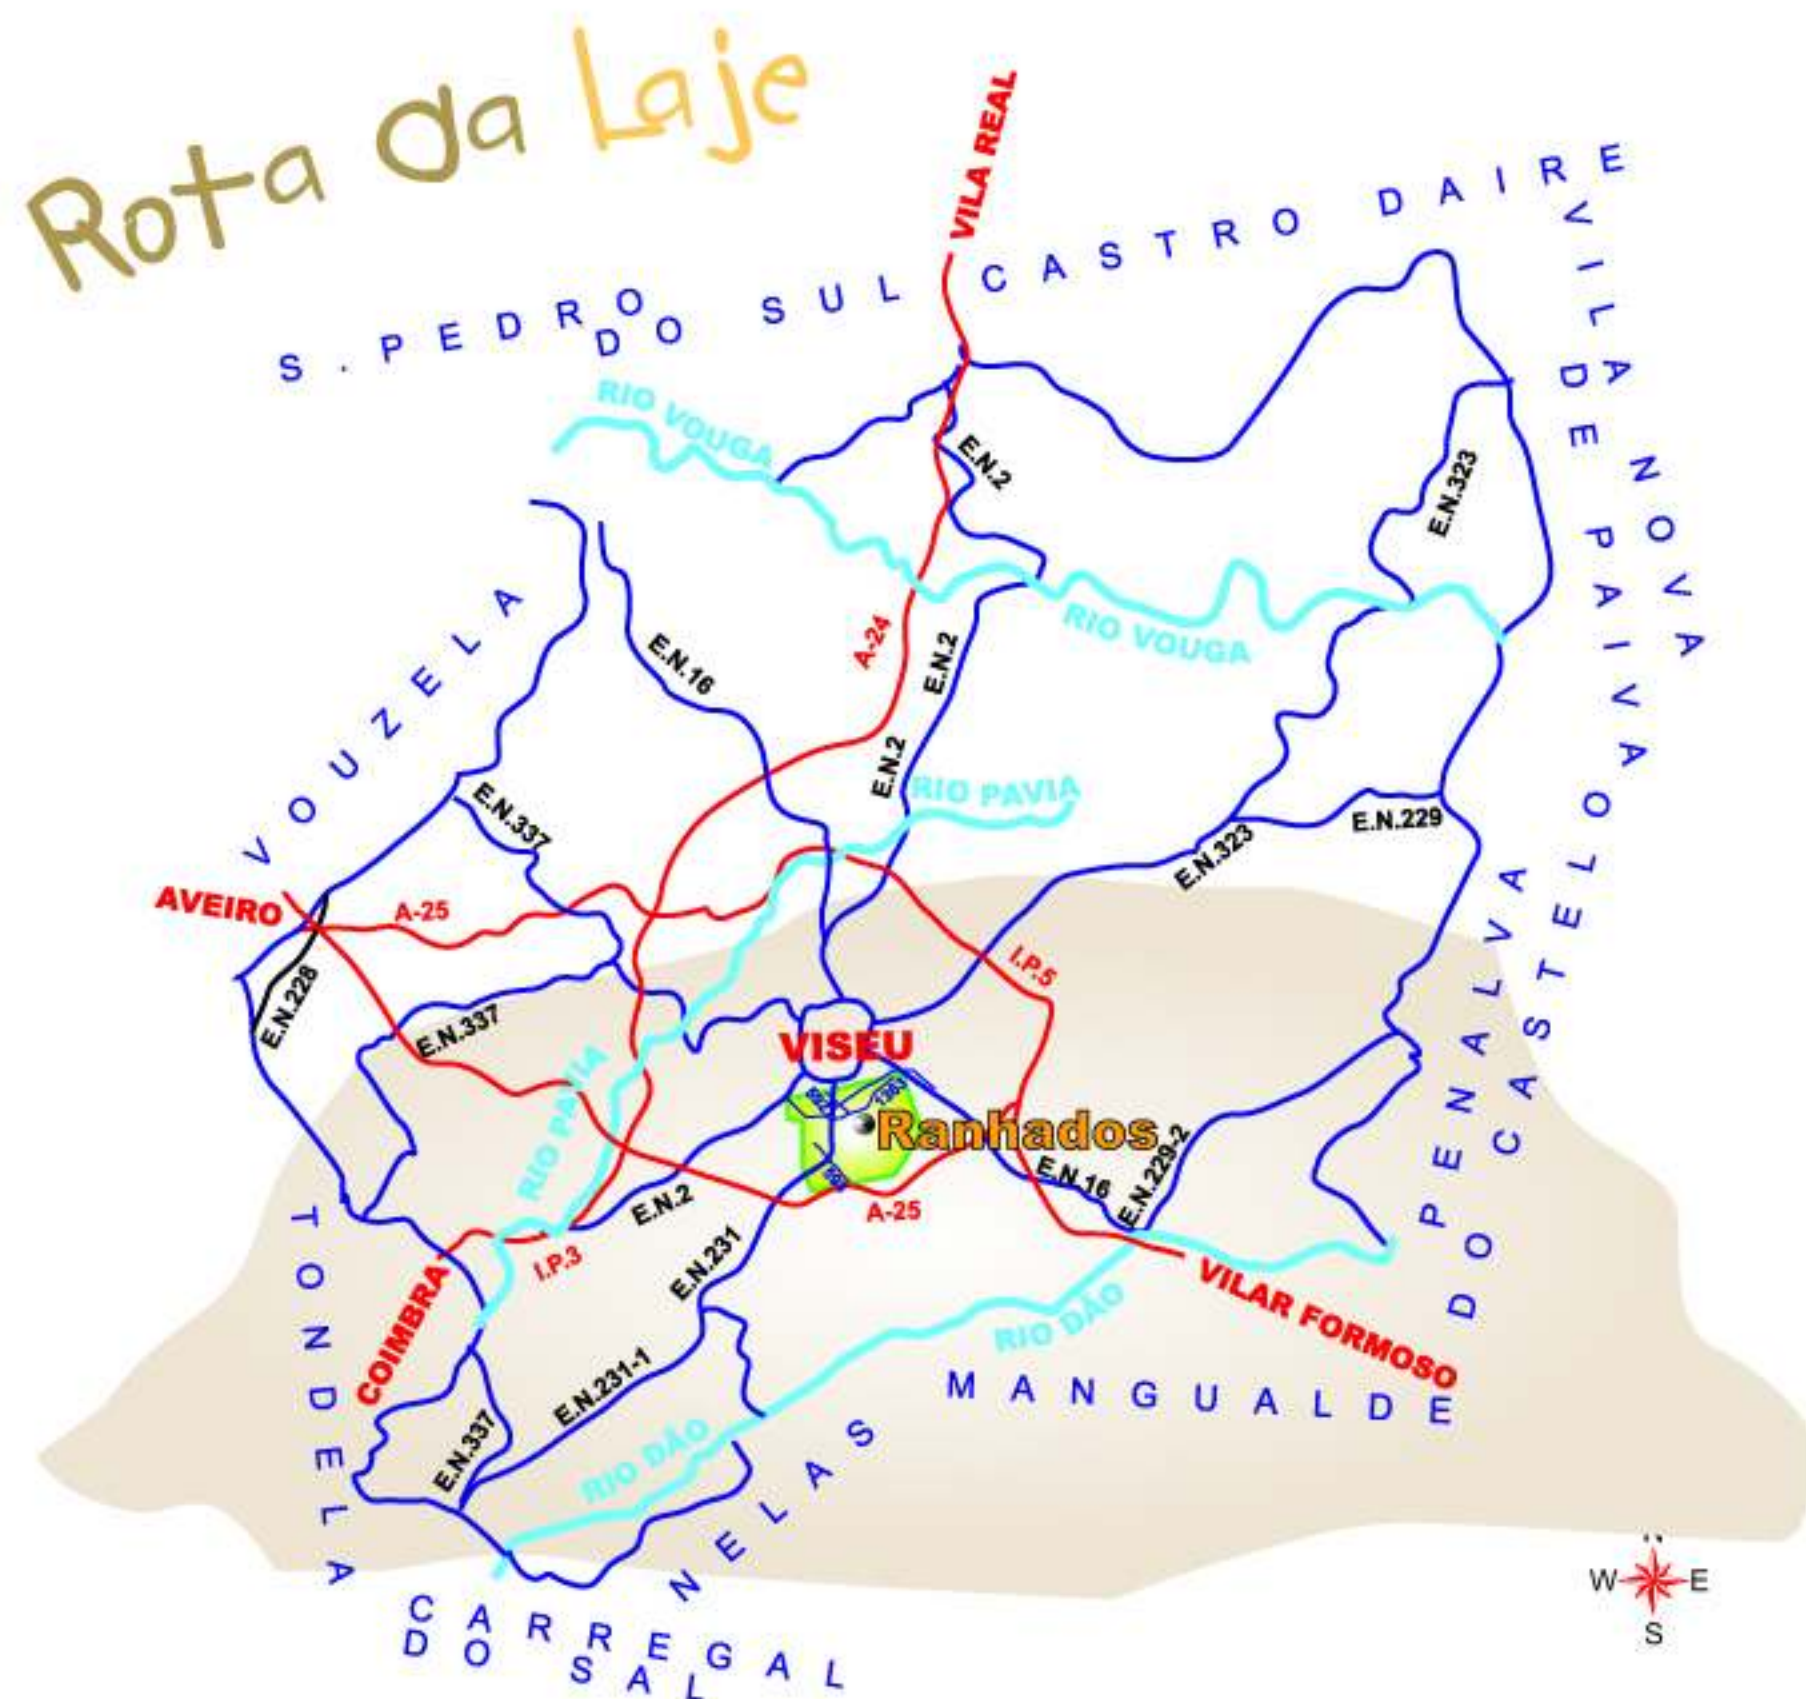 Rota da Laje
VILA REAL
S. PEDRO DO SUL
CASTRO DAIRE
VILA NOVA DE PAIVA
RIO VOUGA
E.N.2
E.N.323
VOUZELA
E.N.16
A-24
E.N.2
RIO VOUGA
E.N.2
RIO PAVIA
E.N.337
E.N.229
E.N.323
AVEIRO
A-25
PENALVA DO CASTELO
I.P.5
E.N.228
E.N.337
VISEU
RIO PAVIA
1383
Ranhados
E.N.16
E.N.229-2
E.N.2
A-25
TONDELA
I.P.3
E.N.231
COIMBRA
VILAR FORMOSO
RIO DÃO
MANGUALDE
E.N.231-1
E.N.337
RIO DÃO
NELAS
CARREGAL DO SAL
N
W E
S